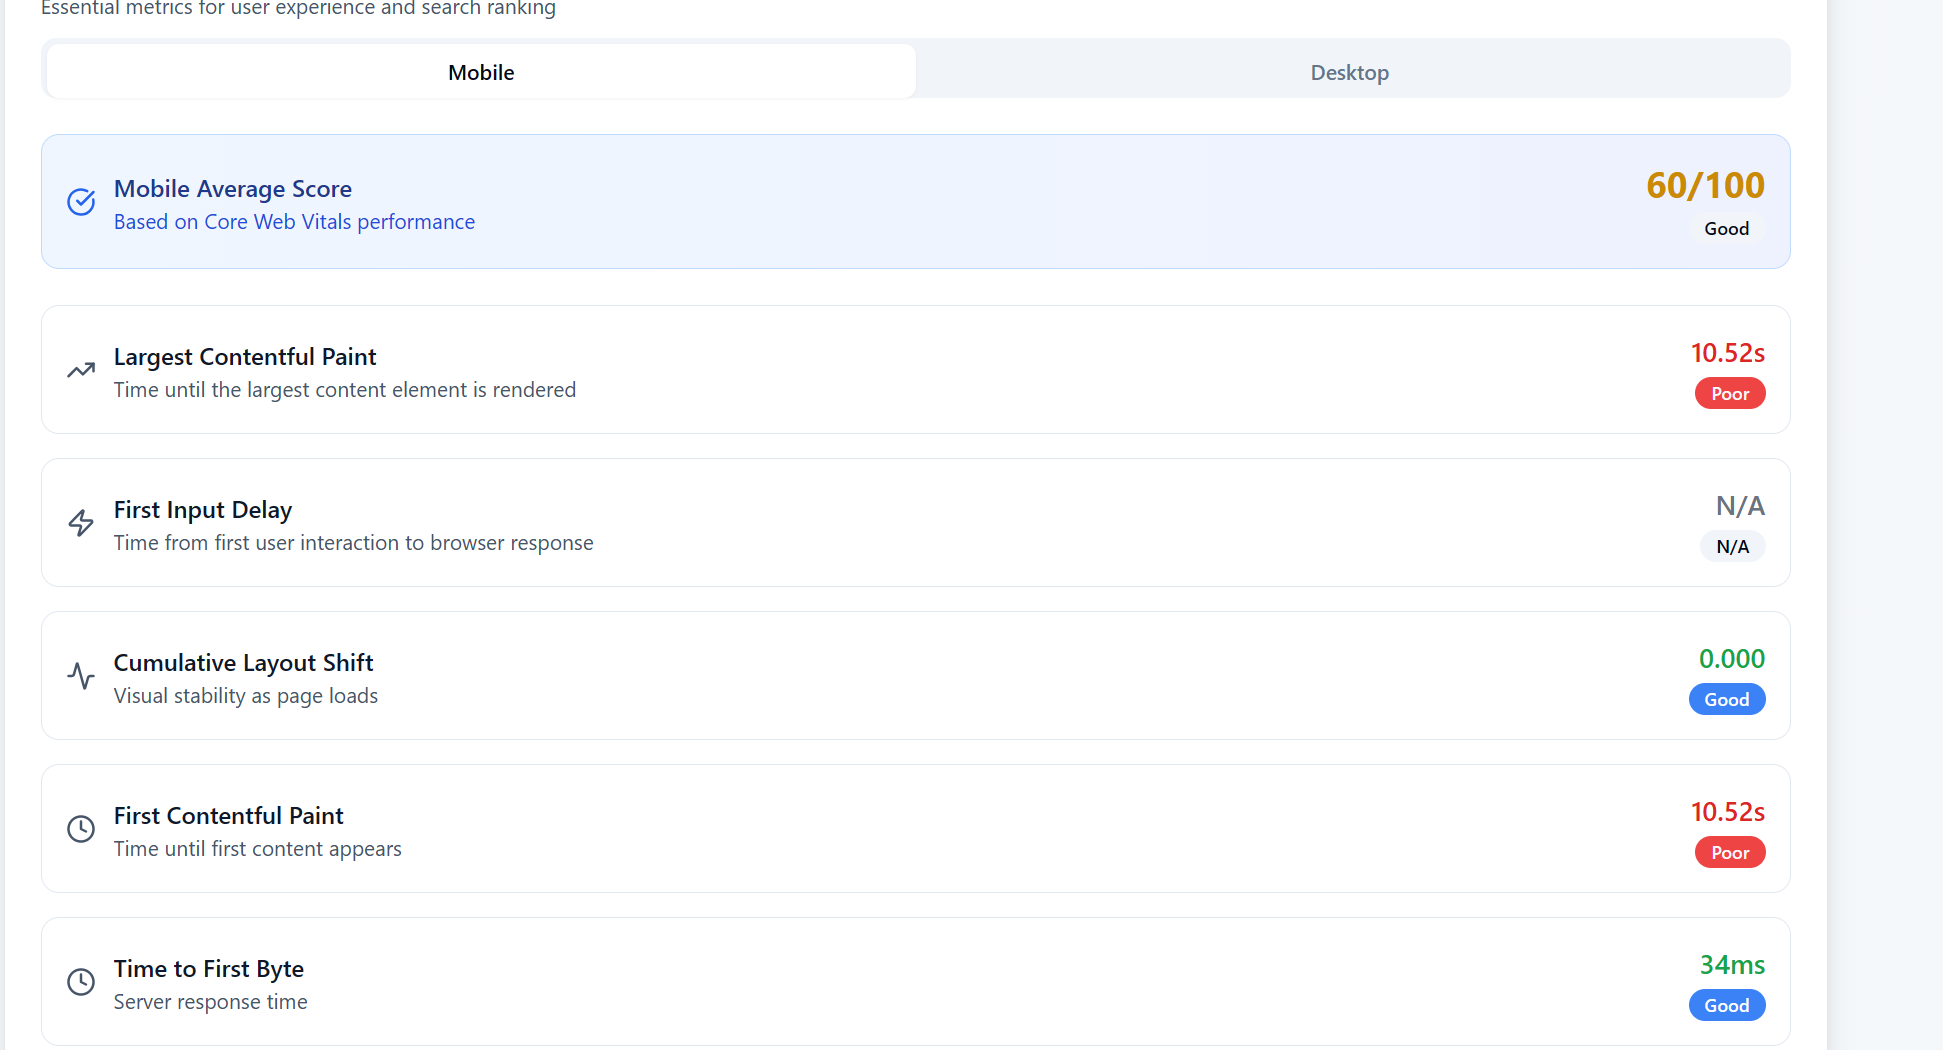 Essential metrics for user experience and search ranking
Mobile
Desktop
Mobile Average Score
Based on Core Web Vitals performance
60/100
Good
Largest Contentful Paint
Time until the largest content element is rendered
10.52s
Poor
First Input Delay
Time from first user interaction to browser response
N/A
N/A
Cumulative Layout Shift
Visual stability as page loads
0.000
Good
First Contentful Paint
Time until first content appears
10.52s
Poor
Time to First Byte
Server response time
34ms
Good